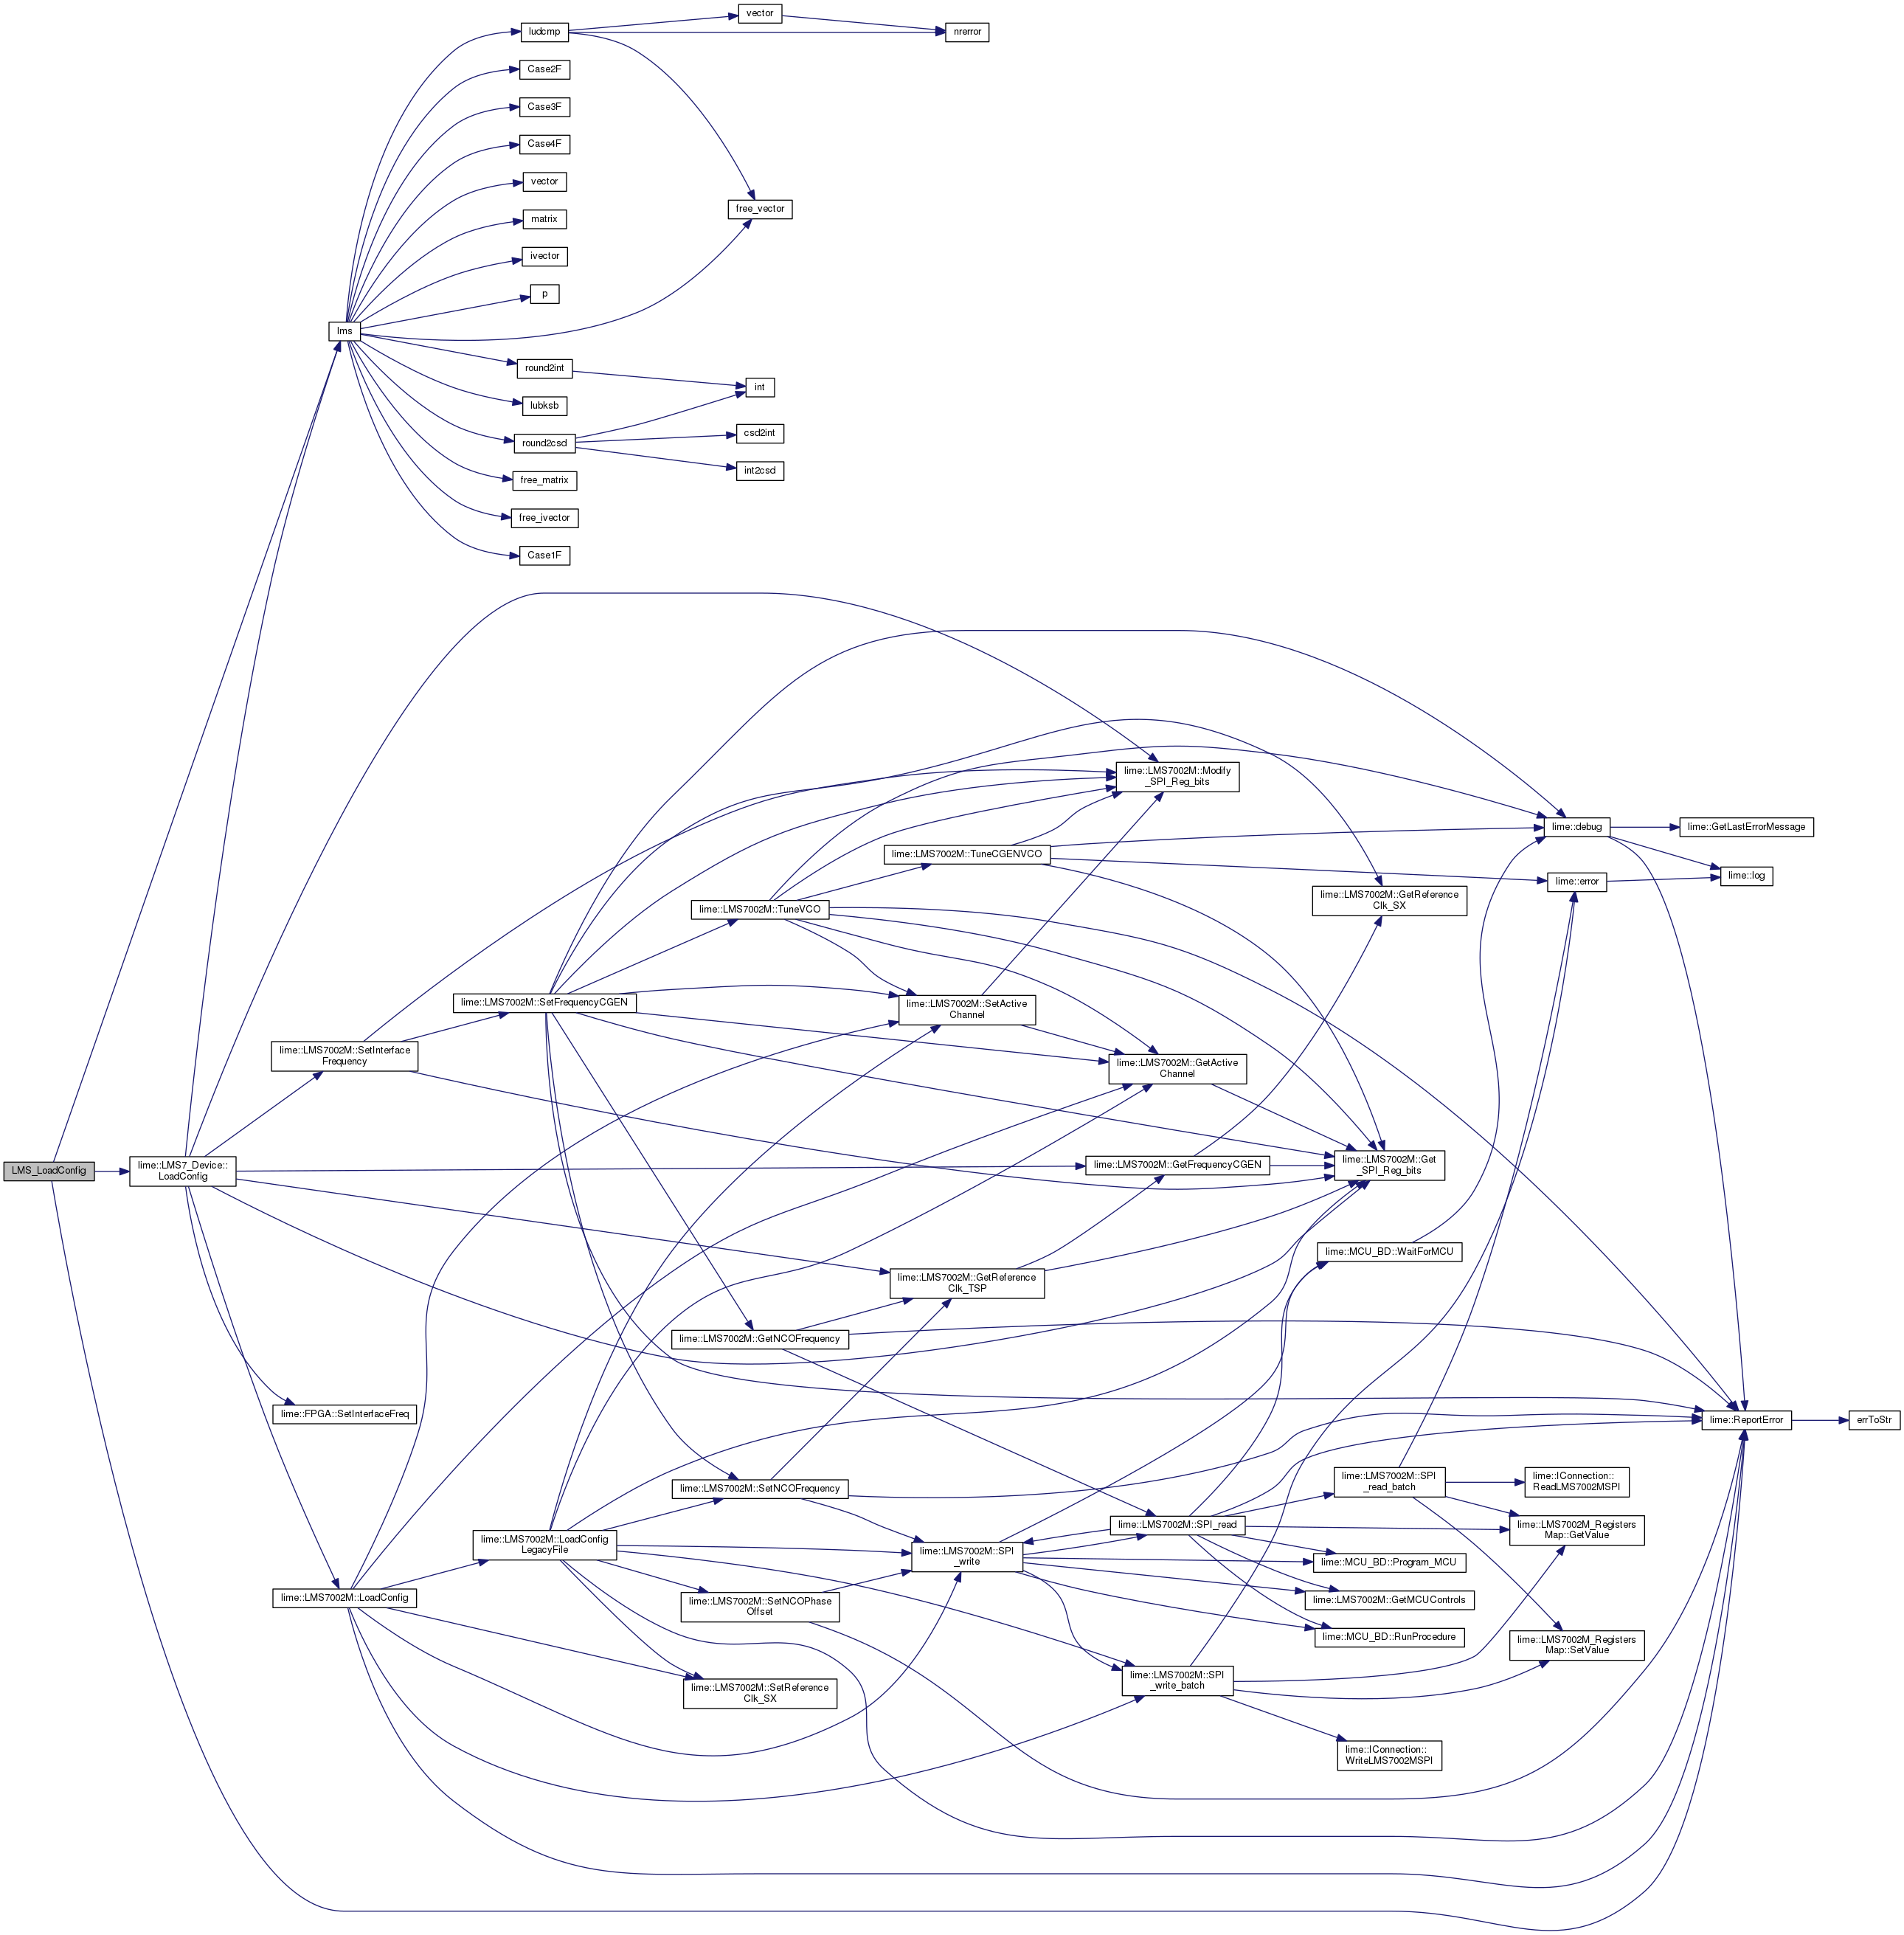 vector
ludcmp
nrerror
Case2F
Case3F
Case4F
vector
free_vector
matrix
ivector
p
lms
round2int
int
lubksb
csd2int
round2csd
int2csd
free_matrix
free_ivector
Case1F
lime::LMS7002M::Modify
_SPI_Reg_bits
lime::debug
lime::GetLastErrorMessage
lime::LMS7002M::TuneCGENVCO
lime::error
lime::log
lime::LMS7002M::GetReference
Clk_SX
lime::LMS7002M::TuneVCO
lime::LMS7002M::SetFrequencyCGEN
lime::LMS7002M::SetActive
Channel
lime::LMS7002M::SetInterface
Frequency
lime::LMS7002M::GetActive
Channel
LMS_LoadConfig
lime::LMS7_Device::
LoadConfig
lime::LMS7002M::GetFrequencyCGEN
lime::LMS7002M::Get
_SPI_Reg_bits
lime::MCU_BD::WaitForMCU
lime::LMS7002M::GetReference
Clk_TSP
lime::LMS7002M::GetNCOFrequency
lime::FPGA::SetInterfaceFreq
lime::ReportError
errToStr
lime::LMS7002M::SetNCOFrequency
lime::LMS7002M::SPI
_read_batch
lime::IConnection::
ReadLMS7002MSPI
lime::LMS7002M::SPI_read
lime::LMS7002M_Registers
Map::GetValue
lime::LMS7002M::LoadConfig
LegacyFile
lime::LMS7002M::SPI
_write
lime::MCU_BD::Program_MCU
lime::LMS7002M::LoadConfig
lime::LMS7002M::SetNCOPhase
Offset
lime::LMS7002M::GetMCUControls
lime::MCU_BD::RunProcedure
lime::LMS7002M_Registers
Map::SetValue
lime::LMS7002M::SetReference
Clk_SX
lime::LMS7002M::SPI
_write_batch
lime::IConnection::
WriteLMS7002MSPI